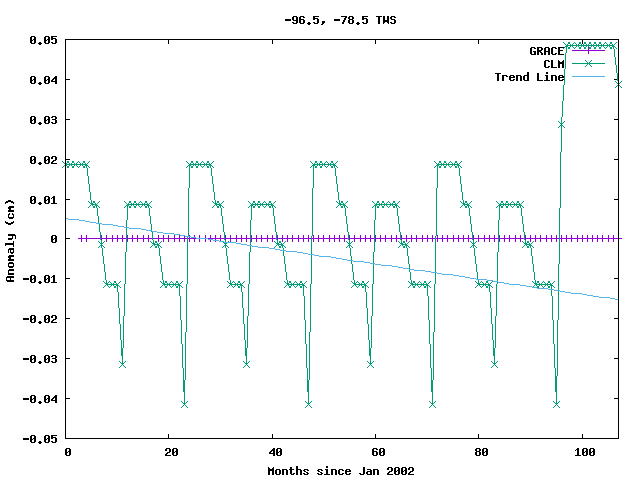 -96.5, -78.5 TWS
0.05
0.04
0.03
0.02
0.01
0
-0.01
-0.02
-0.03
-0.04
-0.05
Anomaly (cm)
GRACE
CLM
Trend Line
0 20 40 60 80 100
Months since Jan 2002